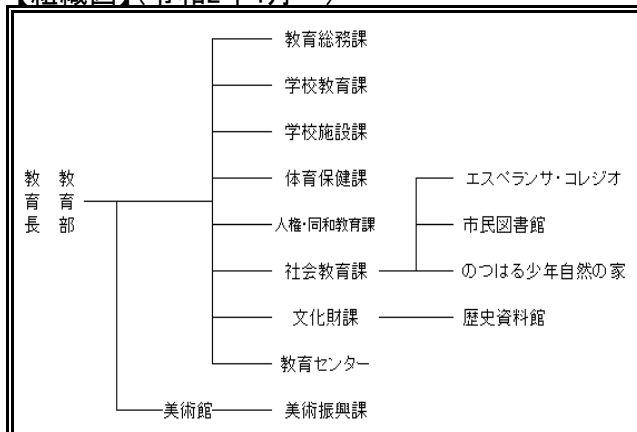 教育総務課
学校教育課
学校施設課
体育保健課
教育長 教育部
エスペランサ・コレジオ
人権・同和教育課
市民図書館
社会教育課
のつはる少年自然の家
文化財課
歴史資料館
教育センター
美術館
美術振興課